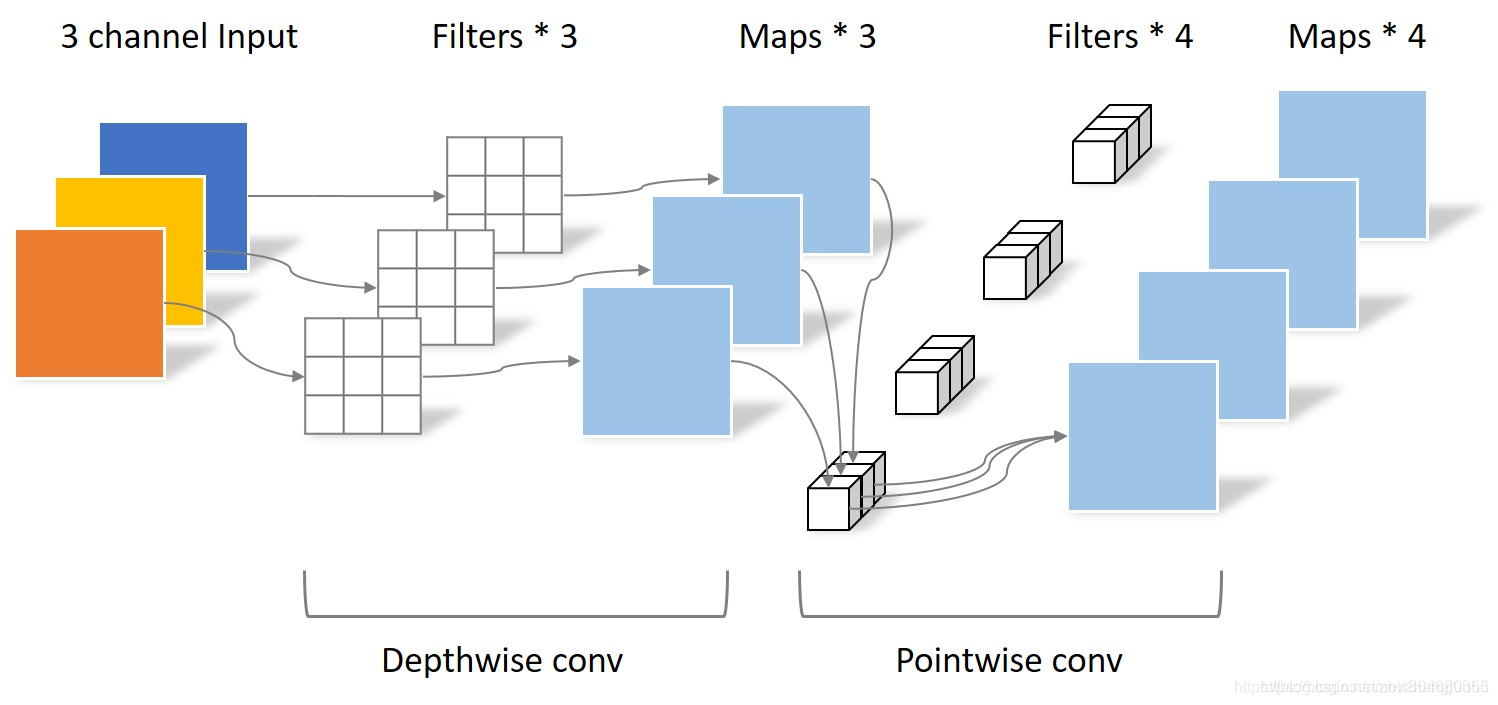 3 channel Input
Filters * 3
Maps * 3
Filters * 4
Maps * 4
Depthwise conv
Pointwise conv